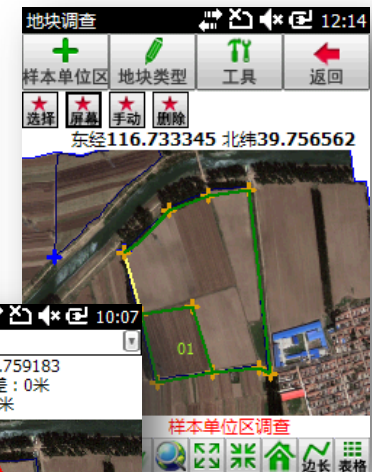 地块调查 12:14
样本单位区 地块类型 工具 返回
选择 屏幕 手动 删除
东经116.733345 北纬39.756562
01
10:07
.759183
差：0米
米
样本单位区调查
边长 表格